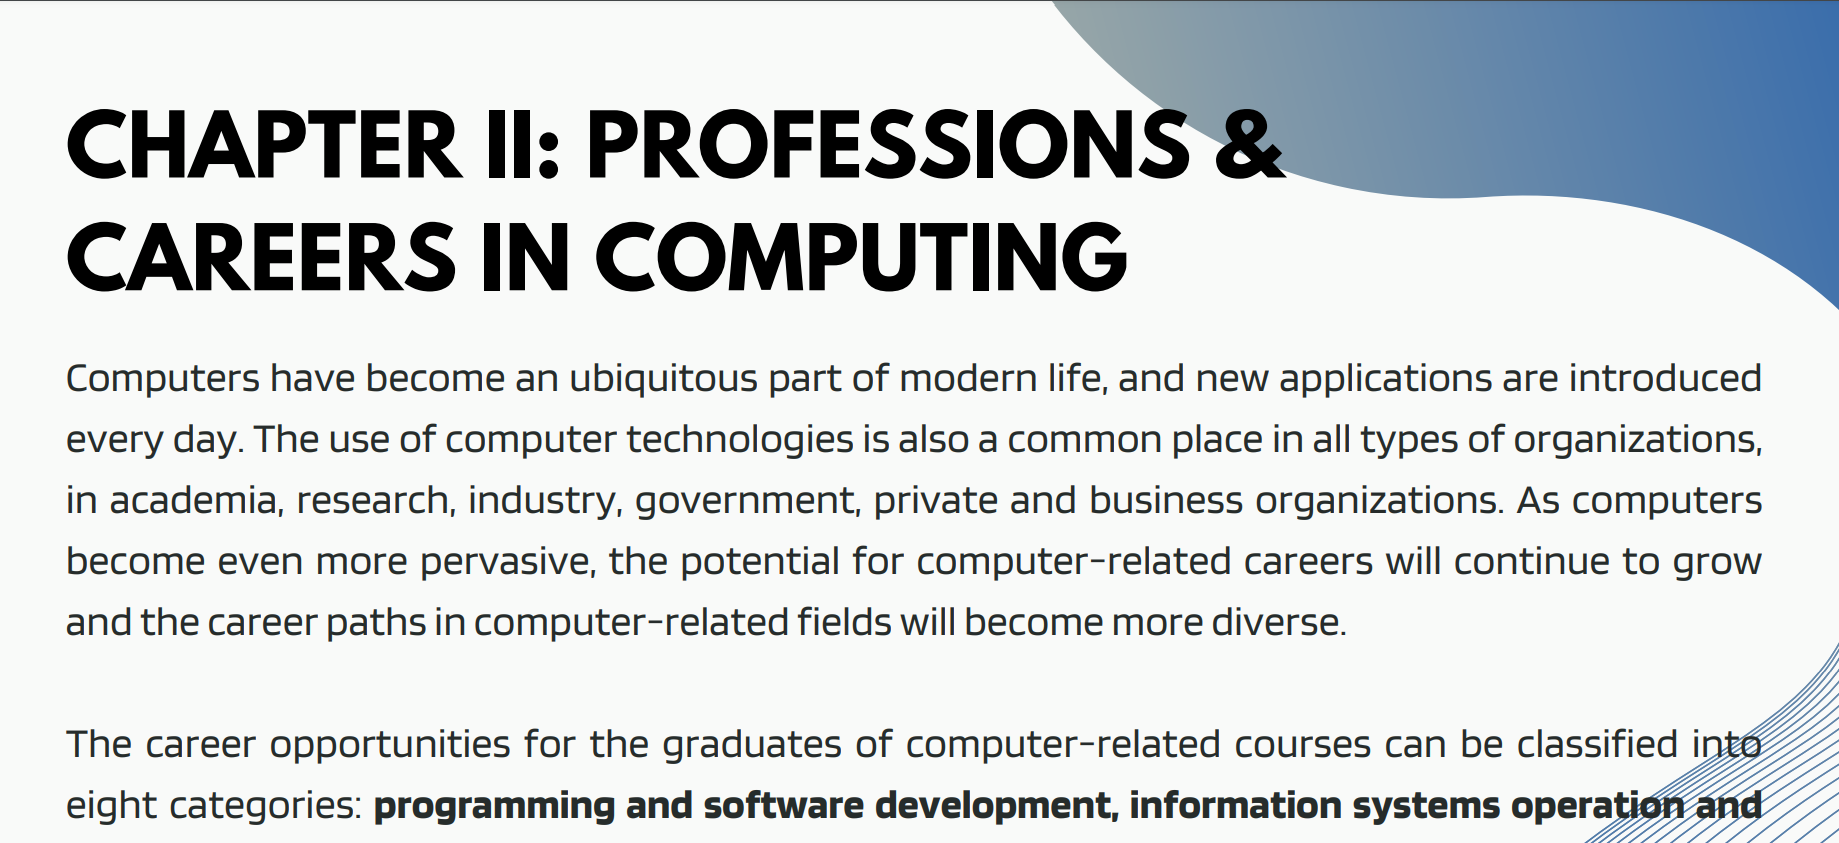 CHAPTER II: PROFESSIONS &
CAREERS IN COMPUTING
Computers have become an ubiquitous part of modern life, and new applications are introduced
every day. The use of computer technologies is also a common place in all types of organizations,
in academia, research, industry, government, private and business organizations. As computers
become even more pervasive, the potential for computer-related careers will continue to grow
and the career paths in computer-related fields will become more diverse.
The career opportunities for the graduates of computer-related courses can be classified into
eight categories: programming and software development, information systems operation and